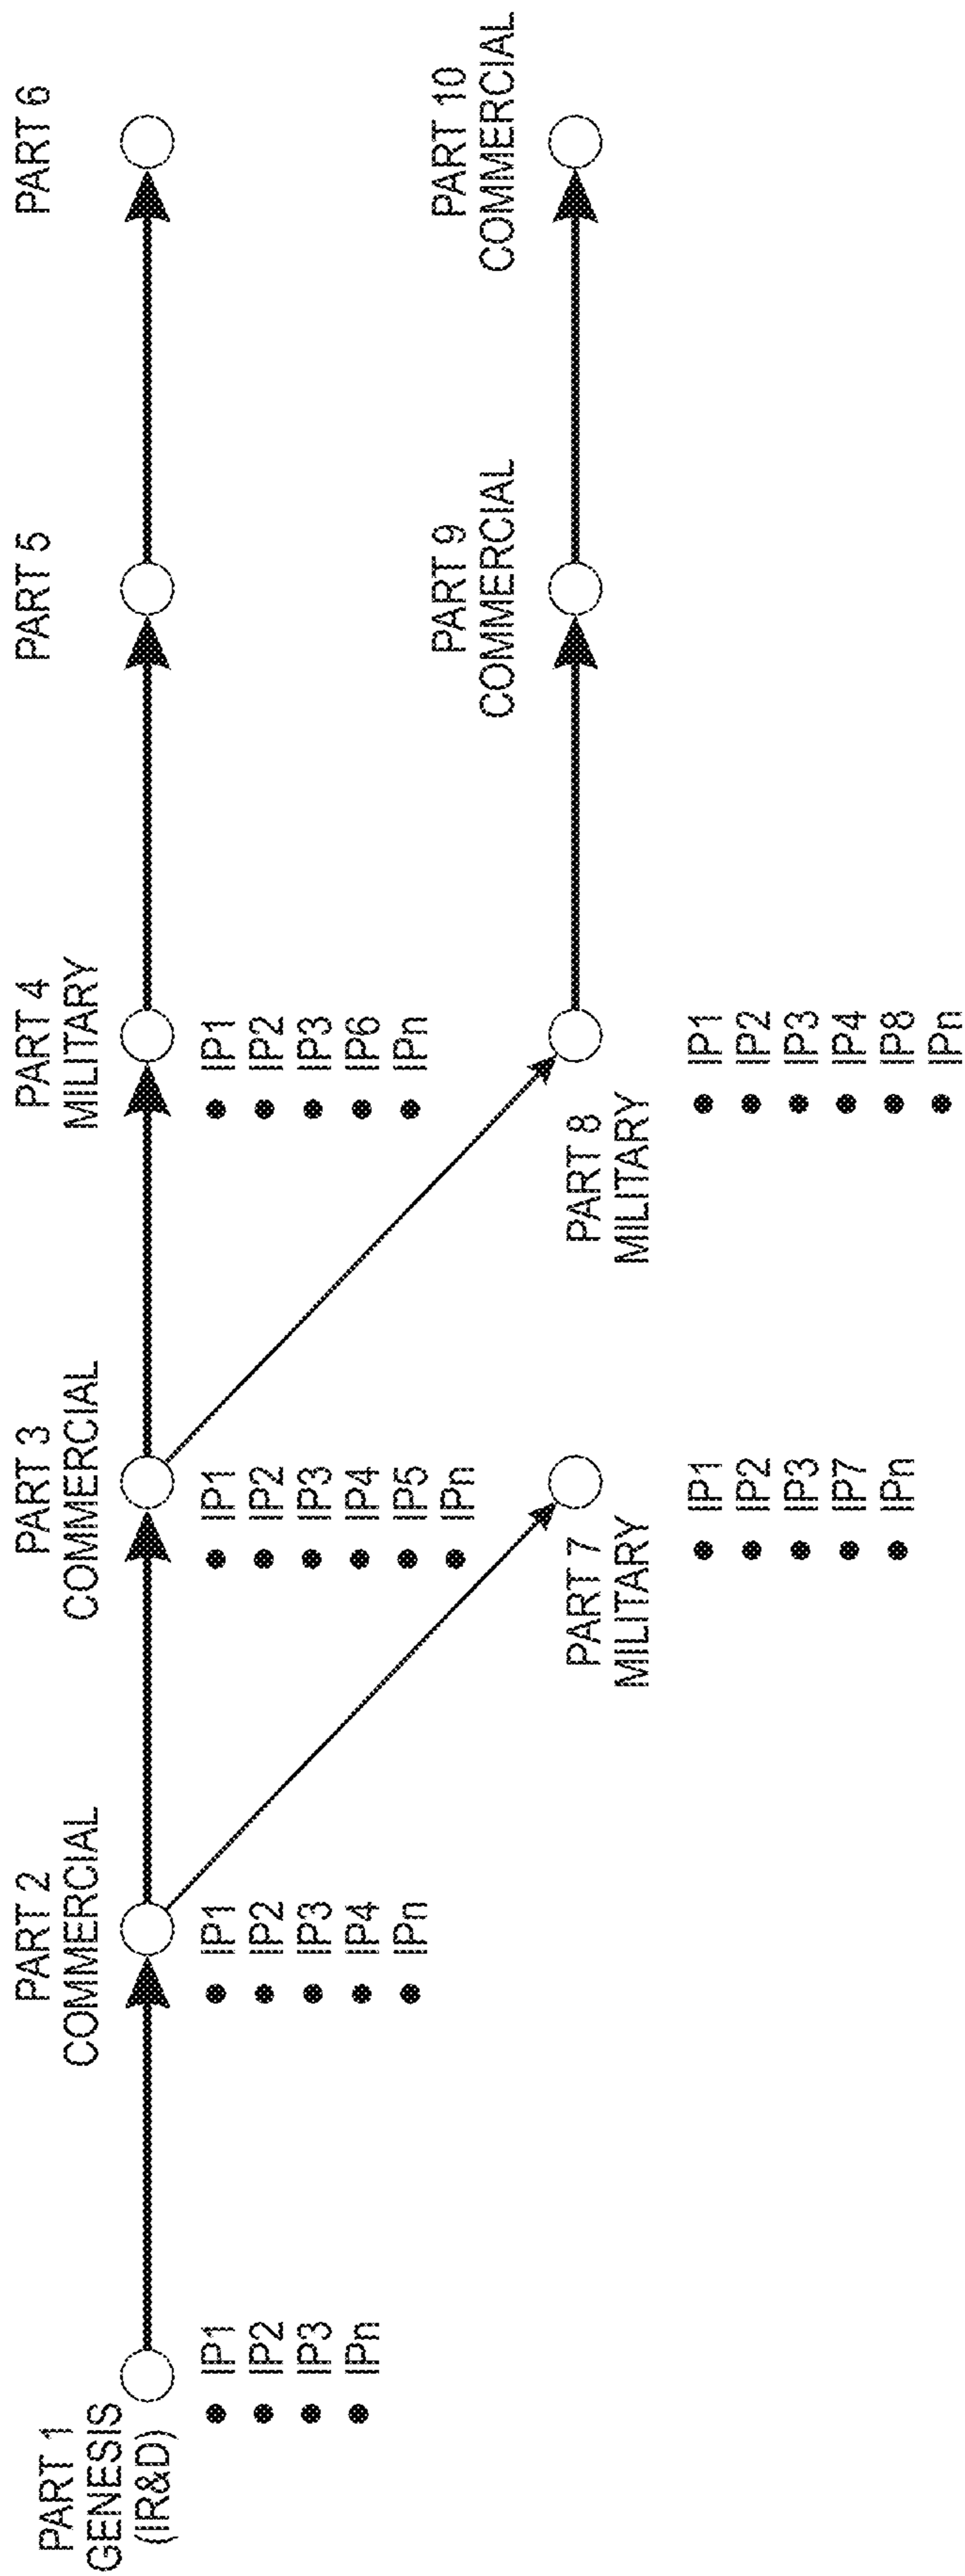 PART 1
GENESIS
(IR&D)
IP1
IP2
IP3
IPn
PART 2
COMMERCIAL
IP1
IP2
IP3
IP4
IPn
PART 3
COMMERCIAL
IP1
IP2
IP3
IP4
IP5
IPn
PART 4
MILITARY
IP1
IP2
IP3
IP6
IPn
PART 5
PART 6
PART 7
MILITARY
IP1
IP2
IP3
IP7
IPn
PART 8
MILITARY
IP1
IP2
IP3
IP4
IP8
IPn
PART 9
COMMERCIAL
PART 10
COMMERCIAL